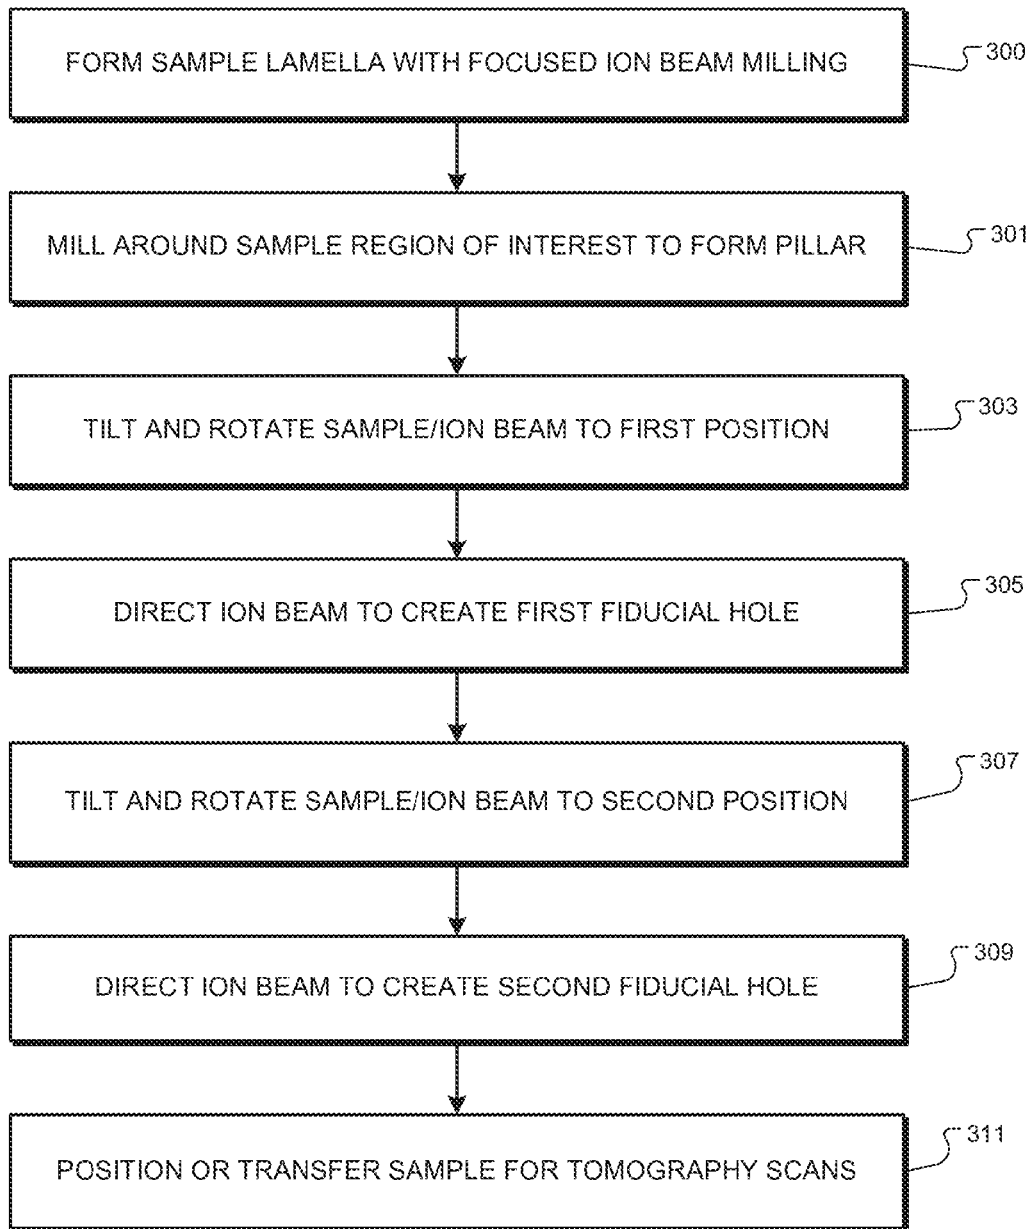 FORM SAMPLE LAMELLA WITH FOCUSED ION BEAM MILLING
300
MILL AROUND SAMPLE REGION OF INTEREST TO FORM PILLAR
301
TILT AND ROTATE SAMPLE/ION BEAM TO FIRST POSITION
303
DIRECT ION BEAM TO CREATE FIRST FIDUCIAL HOLE
305
TILT AND ROTATE SAMPLE/ION BEAM TO SECOND POSITION
307
DIRECT ION BEAM TO CREATE SECOND FIDUCIAL HOLE
309
POSITION OR TRANSFER SAMPLE FOR TOMOGRAPHY SCANS
311